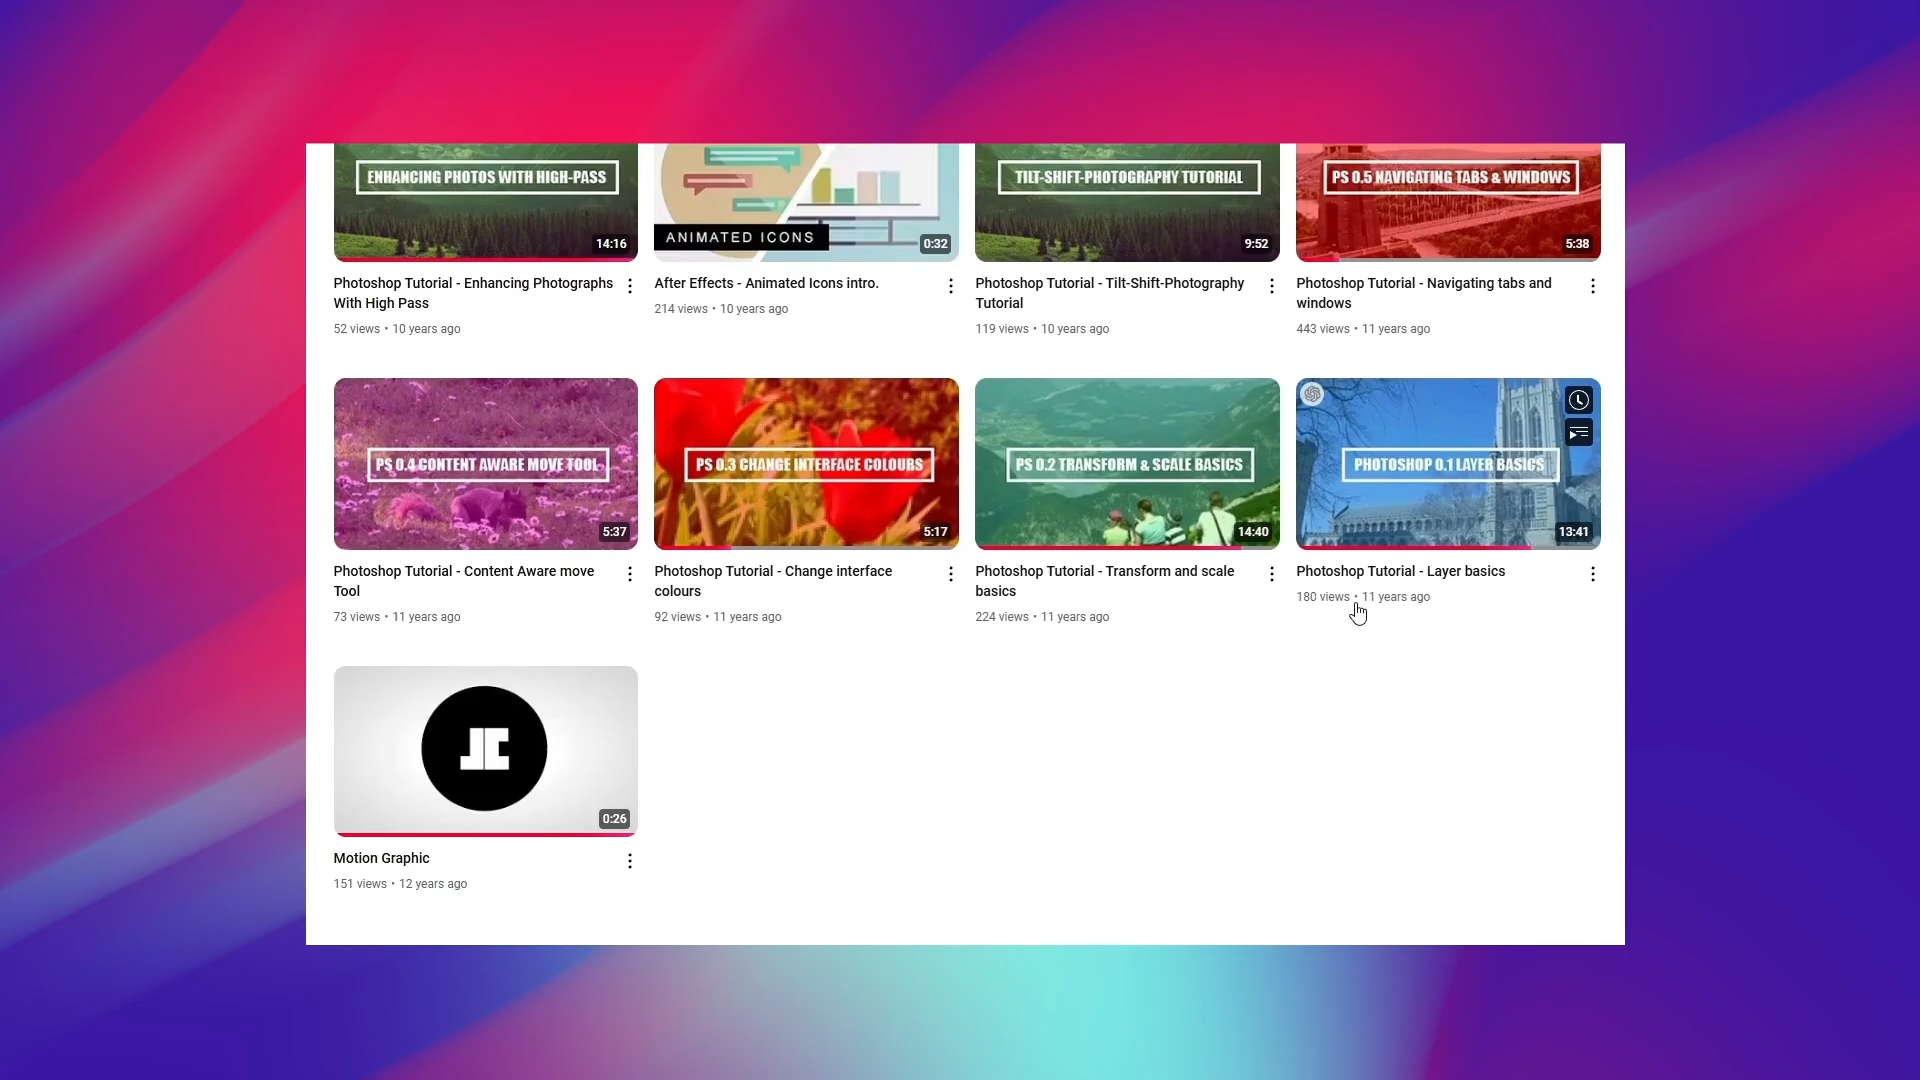 ENHANCING PHOTOS WITH HIGH-PASS
14:16
Photoshop Tutorial - Enhancing Photographs
With High Pass
52 views • 10 years ago
ANIMATED ICONS
0:32
After Effects - Animated Icons intro.
214 views • 10 years ago
TILT-SHIFT-PHOTOGRAPHY TUTORIAL
9:52
Photoshop Tutorial - Tilt-Shift-Photography
Tutorial
119 views • 10 years ago
PS 0.5 NAVIGATING TABS & WINDOWS
5:38
Photoshop Tutorial - Navigating tabs and
windows
443 views • 11 years ago
PS 0.4 CONTENT AWARE MOVE TOOL
5:37
Photoshop Tutorial - Content Aware move
Tool
73 views • 11 years ago
PS 0.3 CHANGE INTERFACE COLOURS
5:17
Photoshop Tutorial - Change interface
colours
92 views • 11 years ago
PS 0.2 TRANSFORM & SCALE BASICS
14:40
Photoshop Tutorial - Transform and scale
basics
224 views • 11 years ago
PHOTOSHOP 0.1 LAYER BASICS
13:41
Photoshop Tutorial - Layer basics
180 views • 11 years ago
JC
0:26
Motion Graphic
151 views • 12 years ago